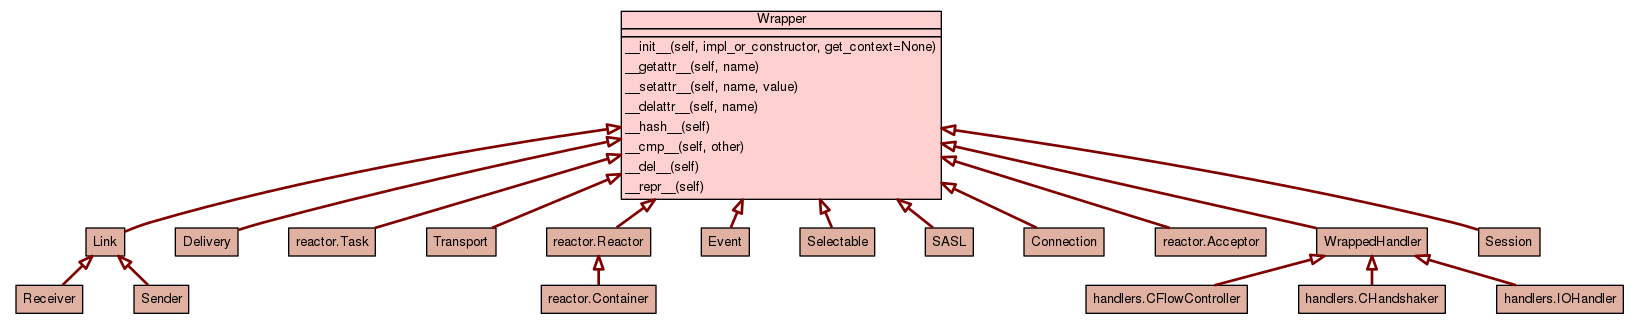 Wrapper
__init__(self, impl_or_constructor, get_context=None)
__getattr__(self, name)
__setattr__(self, name, value)
__delattr__(self, name)
__hash__(self)
__cmp__(self, other)
__del__(self)
__repr__(self)
Link
Delivery
reactor.Task
Transport
reactor.Reactor
Event
Selectable
SASL
Connection
reactor.Acceptor
WrappedHandler
Session
Receiver
Sender
reactor.Container
handlers.CFlowController
handlers.CHandshaker
handlers.IOHandler